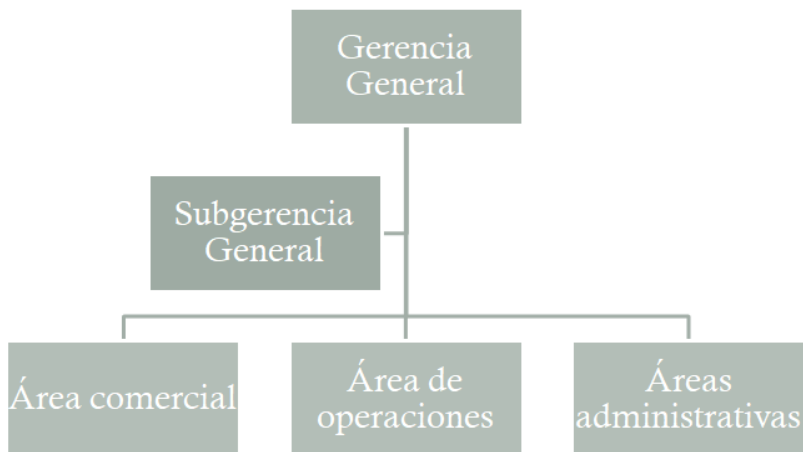 Gerencia
General
Subgerencia
General
Área comercial
Área de
operaciones
Áreas
administrativas